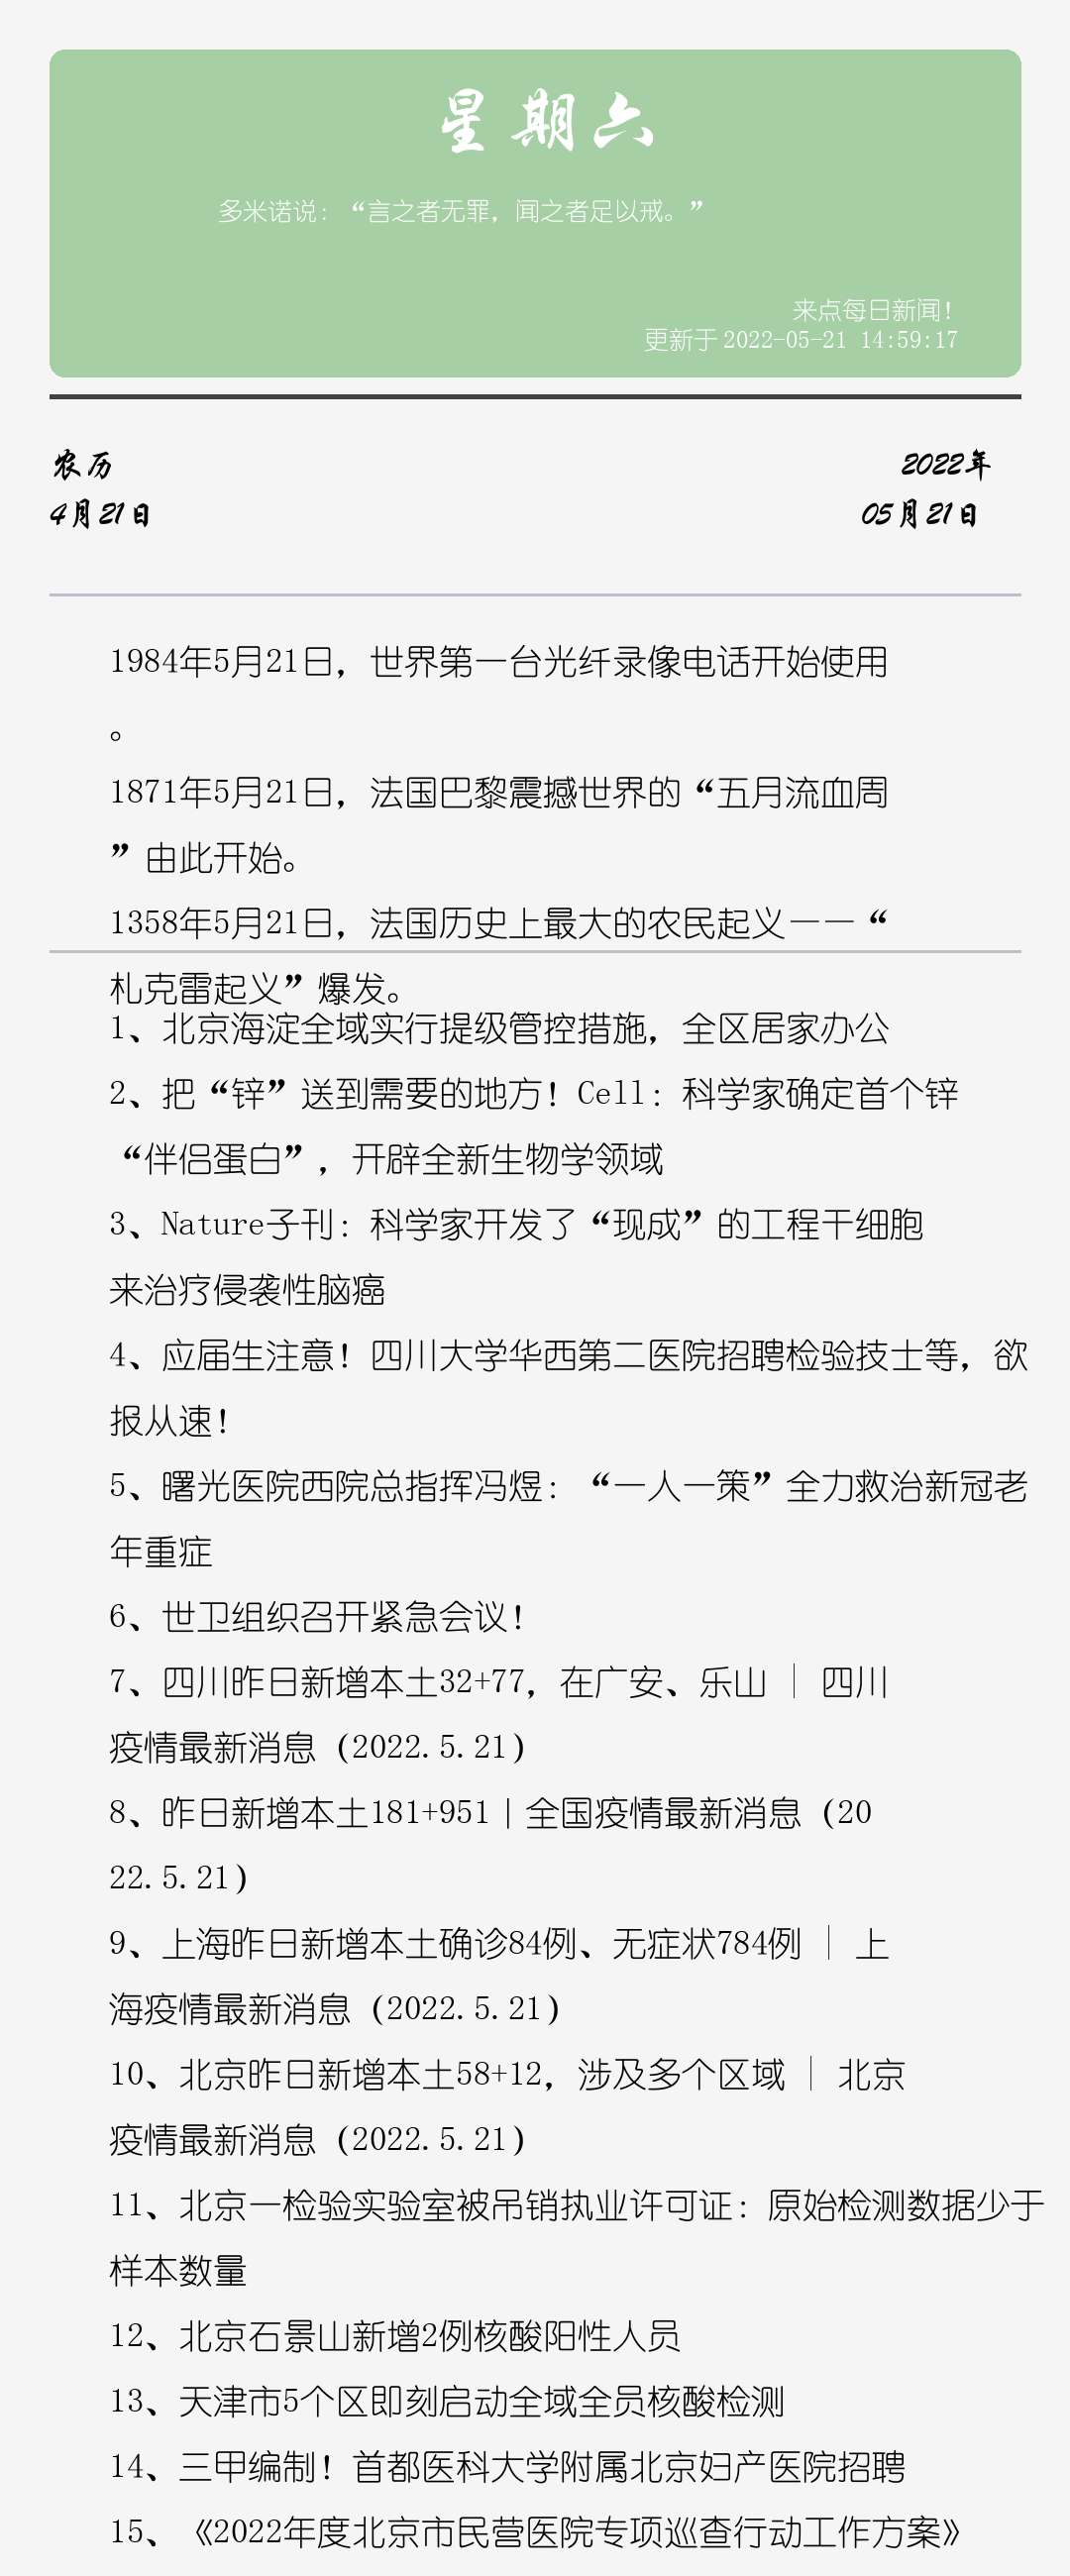 星期六
多米诺说：“言之者无罪，闻之者足以戒。”
来点每日新闻！
更新于 2022-05-21 14:59:17
农历
4月21日
2022年
05月21日
1984年5月21日，世界第一台光纤录像电话开始使用
。
1871年5月21日，法国巴黎震撼世界的“五月流血周
”由此开始。
1358年5月21日，法国历史上最大的农民起义——“
札克雷起义”爆发。
1、北京海淀全域实行提级管控措施，全区居家办公
2、把“锌”送到需要的地方！Cell：科学家确定首个锌
“伴侣蛋白”，开辟全新生物学领域
3、Nature子刊：科学家开发了“现成”的工程干细胞
来治疗侵袭性脑癌
4、应届生注意！四川大学华西第二医院招聘检验技士等，欲
报从速！
5、曙光医院西院总指挥冯煜：“一人一策”全力救治新冠老
年重症
6、世卫组织召开紧急会议！
7、四川昨日新增本土32+77，在广安、乐山 | 四川
疫情最新消息（2022.5.21）
8、昨日新增本土181+951丨全国疫情最新消息（20
22.5.21）
9、上海昨日新增本土确诊84例、无症状784例 | 上
海疫情最新消息（2022.5.21）
10、北京昨日新增本土58+12，涉及多个区域 | 北京
疫情最新消息（2022.5.21）
11、北京一检验实验室被吊销执业许可证：原始检测数据少于
样本数量
12、北京石景山新增2例核酸阳性人员
13、天津市5个区即刻启动全域全员核酸检测
14、三甲编制！首都医科大学附属北京妇产医院招聘
15、《2022年度北京市民营医院专项巡查行动工作方案》